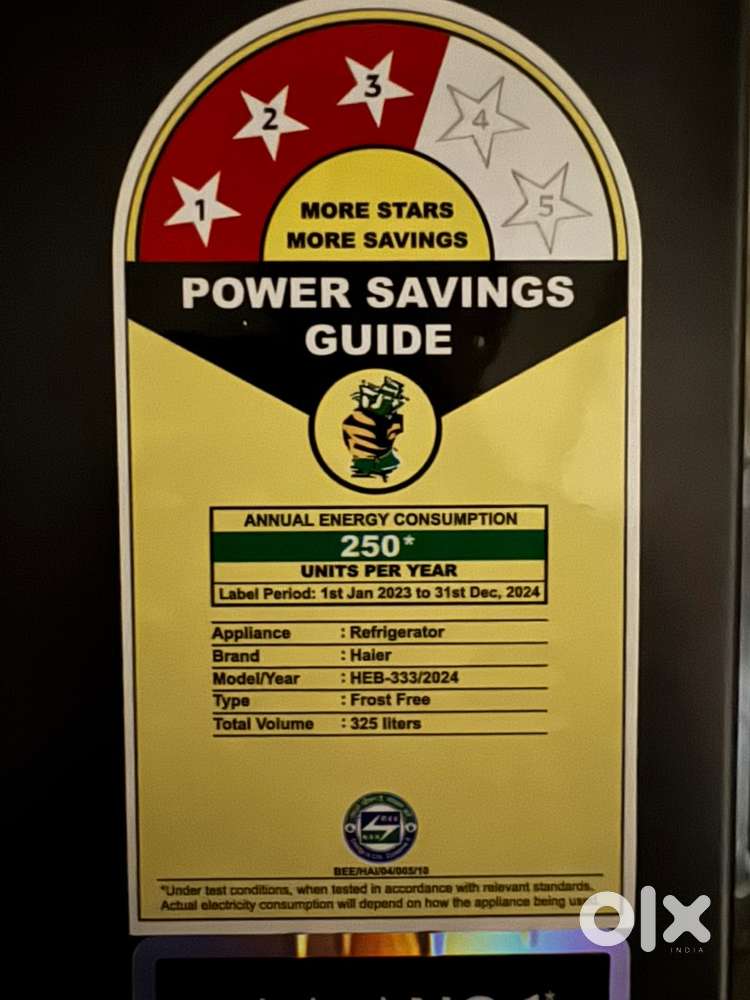 1 2 3 4 5
MORE STARS
MORE SAVINGS
POWER SAVINGS
GUIDE
ANNUAL ENERGY CONSUMPTION
250*
UNITS PER YEAR
Label Period: 1st Jan 2023 to 31st Dec, 2024
Appliance : Refrigerator
Brand : Haier
Model/Year : HEB-333/2024
Type : Frost Free
Total Volume : 325 liters
BEE/HAI/04/005/10
*Under test conditions, when tested in accordance with relevant standards.
Actual electricity consumption will depend on how the appliance being used
olx
INDIA